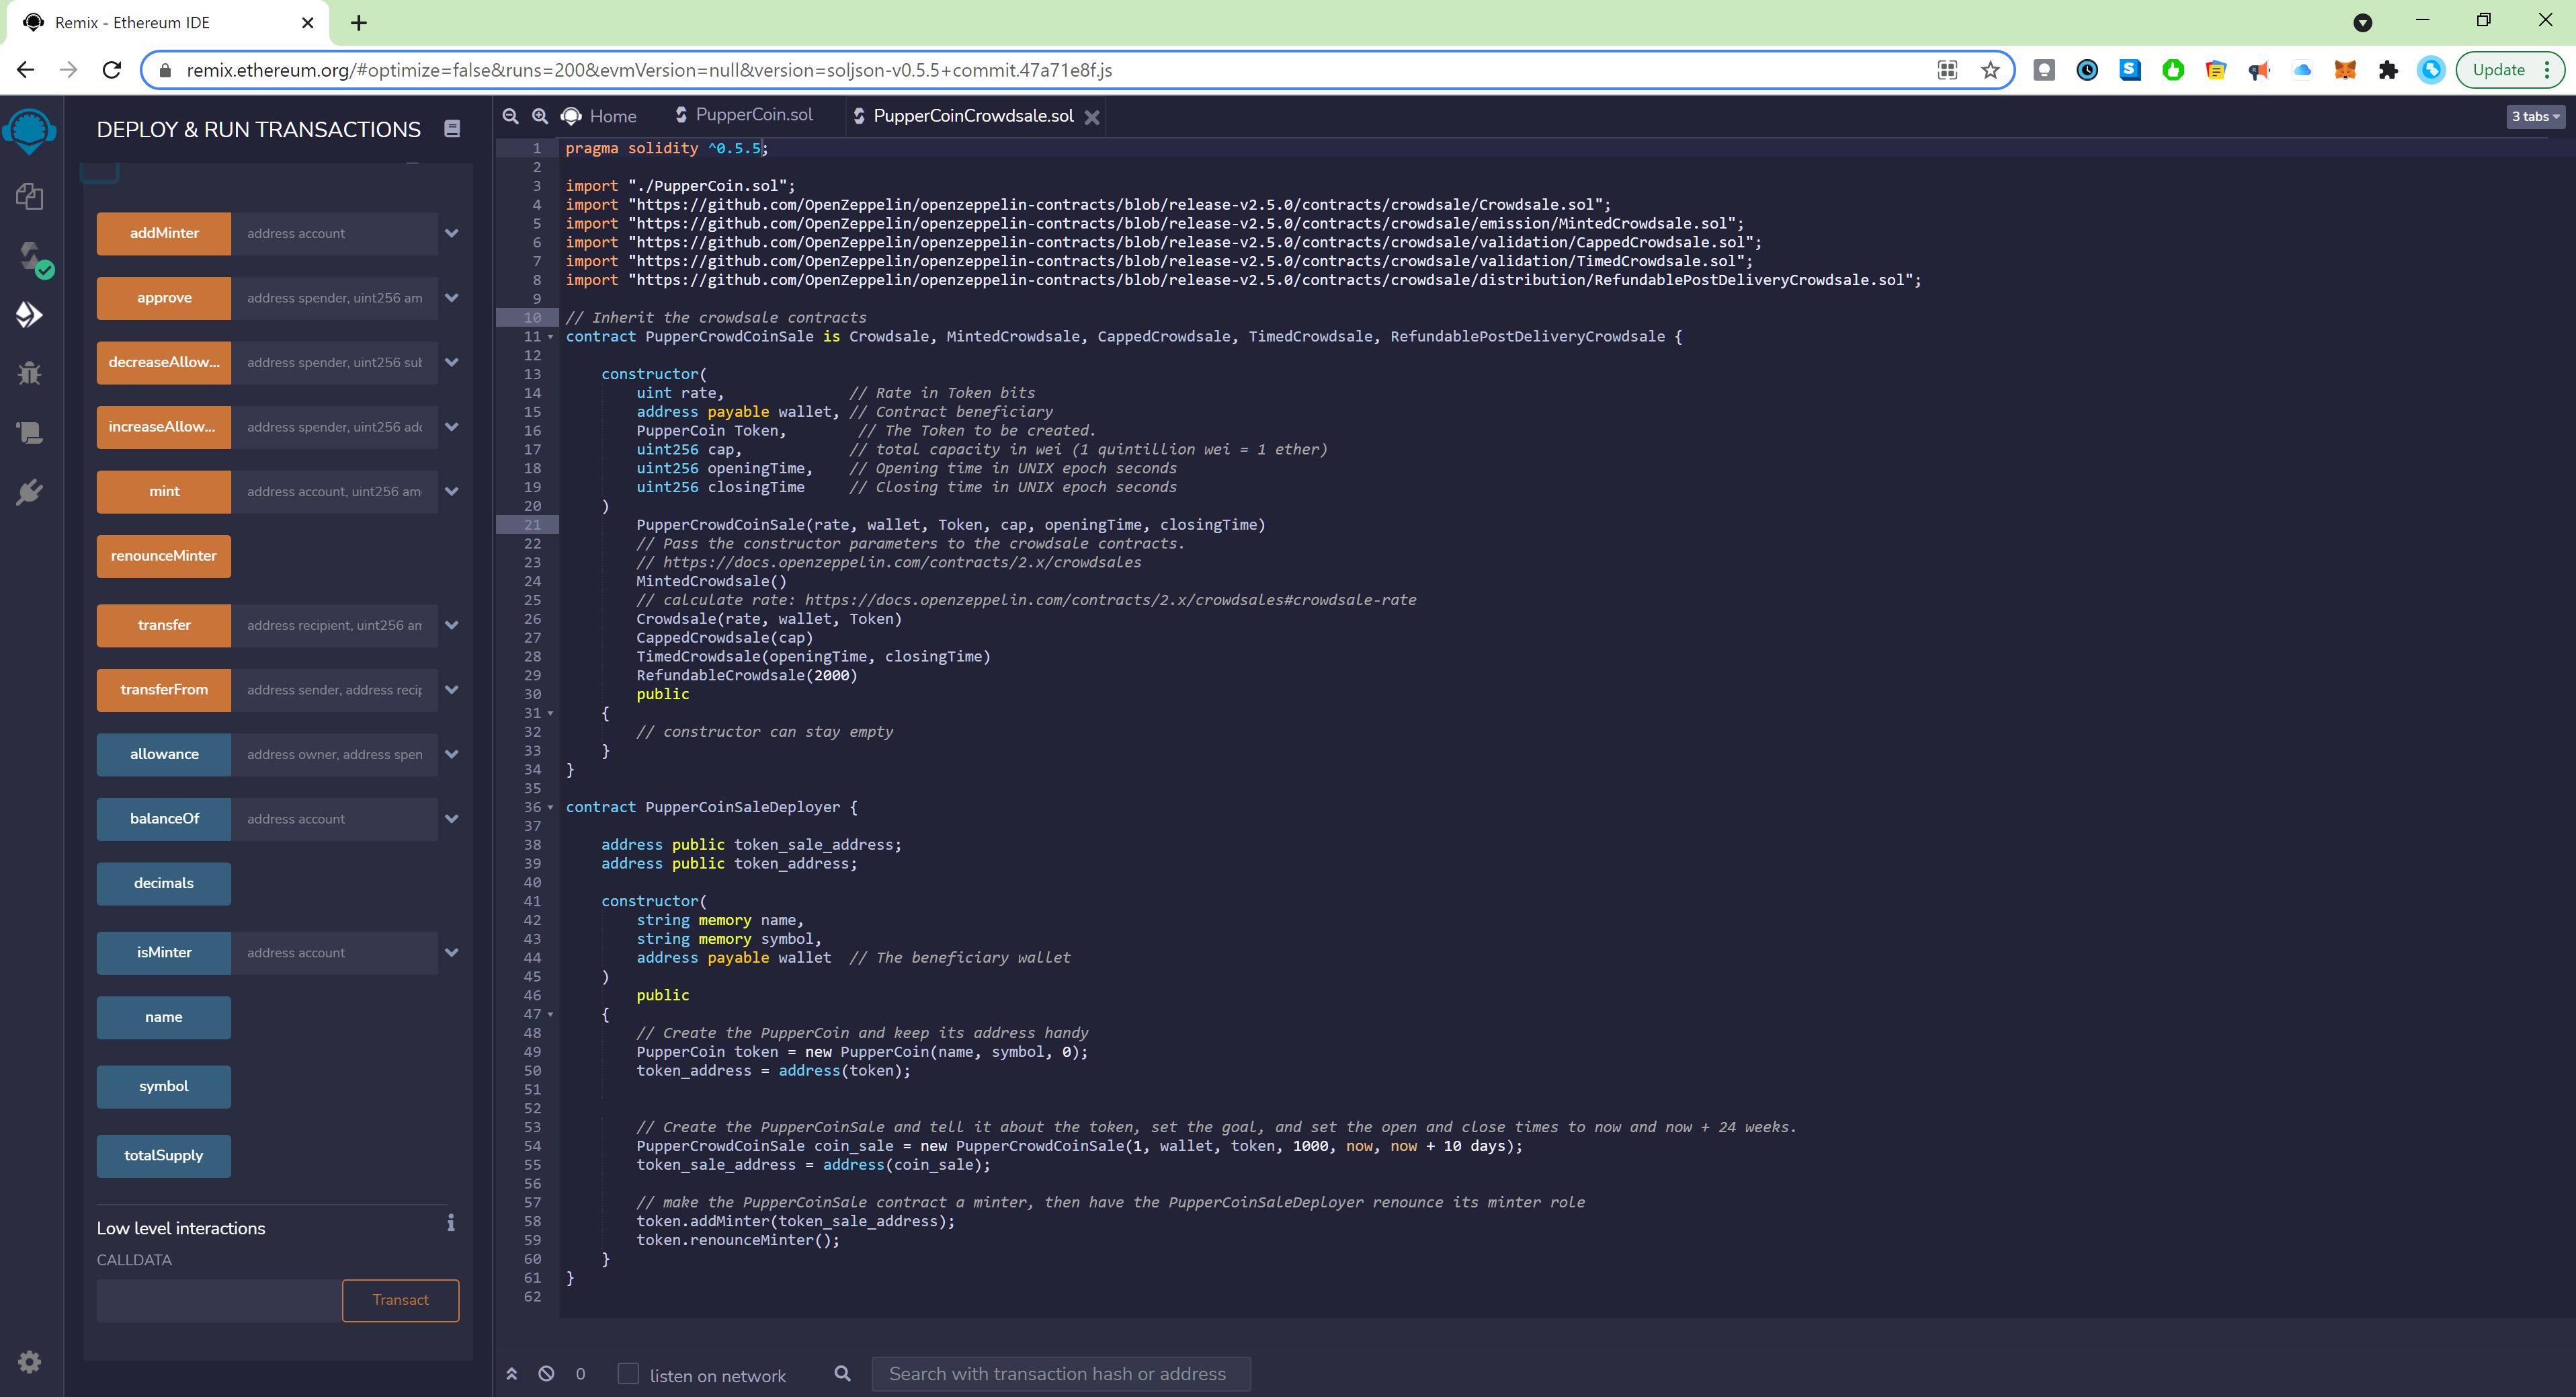 Remix - Ethereum IDE
remix.ethereum.org/#optimize=false&runs=200&evmVersion=null&version=soljson-v0.5.5+commit.47a71e8f.js
Update
DEPLOY & RUN TRANSACTIONS
addMinter address account
approve address spender, uint256 am
decreaseAllow... address spender, uint256 sub
increaseAllow... address spender, uint256 add
mint address account, uint256 am
renounceMinter
transfer address recipient, uint256 am
transferFrom address sender, address recip
allowance address owner, address spen
balanceOf address account
decimals
isMinter address account
name
symbol
totalSupply
Low level interactions
CALLDATA
Transact
Home PupperCoin.sol PupperCoinCrowdsale.sol 3 tabs
1 pragma solidity ^0.5.5;
2
3 import "./PupperCoin.sol";
4 import "https://github.com/OpenZeppelin/openzeppelin-contracts/blob/release-v2.5.0/contracts/crowdsale/Crowdsale.sol";
5 import "https://github.com/OpenZeppelin/openzeppelin-contracts/blob/release-v2.5.0/contracts/crowdsale/emission/MintedCrowdsale.sol";
6 import "https://github.com/OpenZeppelin/openzeppelin-contracts/blob/release-v2.5.0/contracts/crowdsale/validation/CappedCrowdsale.sol";
7 import "https://github.com/OpenZeppelin/openzeppelin-contracts/blob/release-v2.5.0/contracts/crowdsale/validation/TimedCrowdsale.sol";
8 import "https://github.com/OpenZeppelin/openzeppelin-contracts/blob/release-v2.5.0/contracts/crowdsale/distribution/RefundablePostDeliveryCrowdsale.sol";
9
10 // Inherit the crowdsale contracts
11 contract PupperCrowdCoinSale is Crowdsale, MintedCrowdsale, CappedCrowdsale, TimedCrowdsale, RefundablePostDeliveryCrowdsale {
12
13 constructor(
14 uint rate, // Rate in Token bits
15 address payable wallet, // Contract beneficiary
16 PupperCoin Token, // The Token to be created.
17 uint256 cap, // total capacity in wei (1 quintillion wei = 1 ether)
18 uint256 openingTime, // Opening time in UNIX epoch seconds
19 uint256 closingTime // Closing time in UNIX epoch seconds
20 )
21 PupperCrowdCoinSale(rate, wallet, Token, cap, openingTime, closingTime)
22 // Pass the constructor parameters to the crowdsale contracts.
23 // https://docs.openzeppelin.com/contracts/2.x/crowdsales
24 MintedCrowdsale()
25 // calculate rate: https://docs.openzeppelin.com/contracts/2.x/crowdsales#crowdsale-rate
26 Crowdsale(rate, wallet, Token)
27 CappedCrowdsale(cap)
28 TimedCrowdsale(openingTime, closingTime)
29 RefundableCrowdsale(2000)
30 public
31 {
32 // constructor can stay empty
33 }
34 }
35
36 contract PupperCoinSaleDeployer {
37
38 address public token_sale_address;
39 address public token_address;
40
41 constructor(
42 string memory name,
43 string memory symbol,
44 address payable wallet // The beneficiary wallet
45 )
46 public
47 {
48 // Create the PupperCoin and keep its address handy
49 PupperCoin token = new PupperCoin(name, symbol, 0);
50 token_address = address(token);
51
52
53 // Create the PupperCoinSale and tell it about the token, set the goal, and set the open and close times to now and now + 24 weeks.
54 PupperCrowdCoinSale coin_sale = new PupperCrowdCoinSale(1, wallet, token, 1000, now, now + 10 days);
55 token_sale_address = address(coin_sale);
56
57 // make the PupperCoinSale contract a minter, then have the PupperCoinSaleDeployer renounce its minter role
58 token.addMinter(token_sale_address);
59 token.renounceMinter();
60 }
61 }
62
0 listen on network Search with transaction hash or address